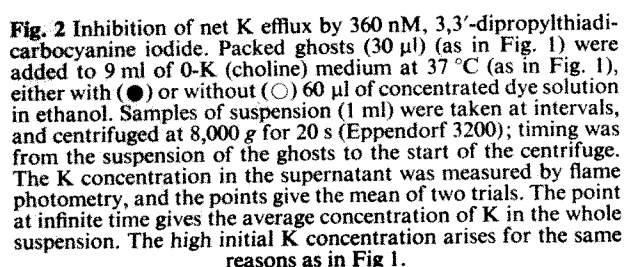 Fig. 2 Inhibition of net K efflux by 360 nM, 3,3′-dipropylthiadi-
carbocyanine iodide. Packed ghosts (30 μl) (as in Fig. 1) were
added to 9 ml of 0-K (choline) medium at 37 °C (as in Fig. 1),
either with (●) or without (○) 60 μl of concentrated dye solution
in ethanol. Samples of suspension (1 ml) were taken at intervals,
and centrifuged at 8,000 g for 20 s (Eppendorf 3200); timing was
from the suspension of the ghosts to the start of the centrifuge.
The K concentration in the supernatant was measured by flame
photometry, and the points give the mean of two trials. The point
at infinite time gives the average concentration of K in the whole
suspension. The high initial K concentration arises for the same
reasons as in Fig 1.